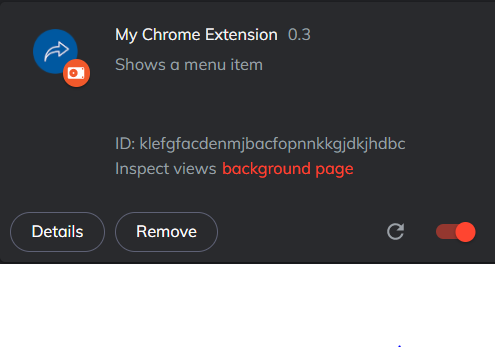 My Chrome Extension 0.3
Shows a menu item
ID: klefgfacdenmjbacfopnnkkgjdkjhdbc
Inspect views background page
Details Remove